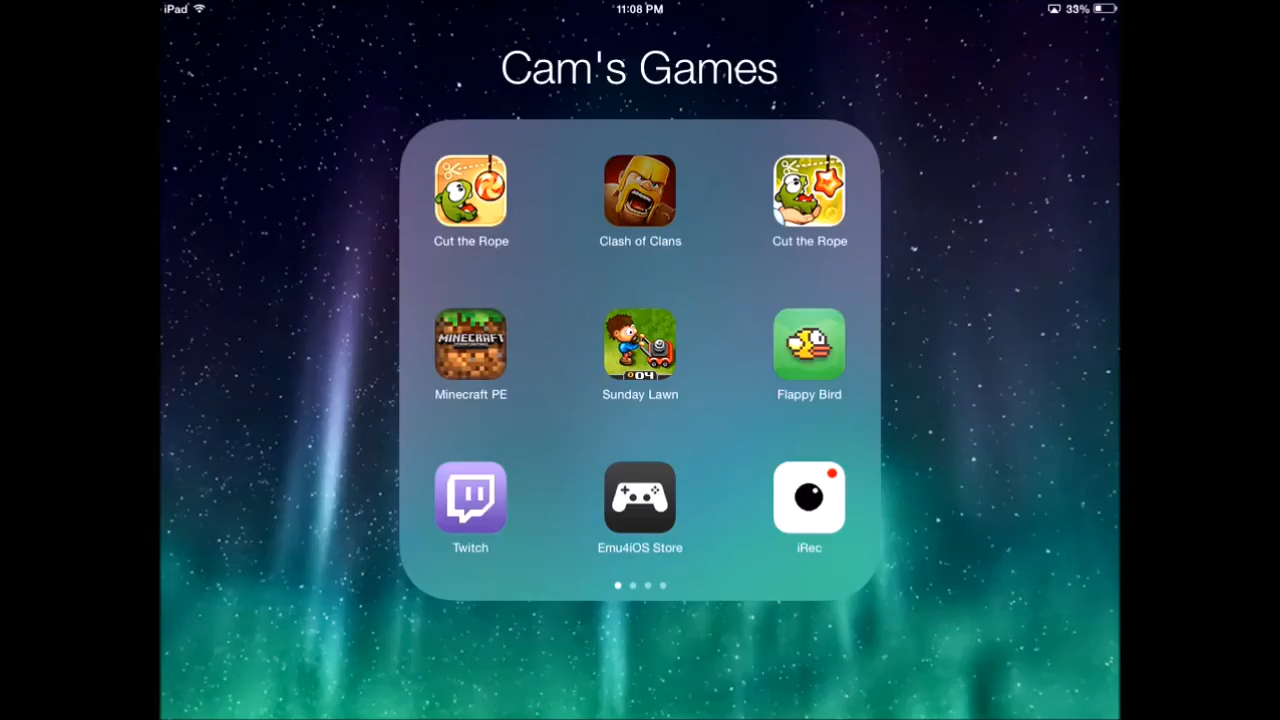 iPad 11:08 PM 33%
Cam's Games
Cut the Rope Clash of Clans Cut the Rope
MINECRAFT
04
Minecraft PE Sunday Lawn Flappy Bird
Twitch Emu4iOS Store iRec